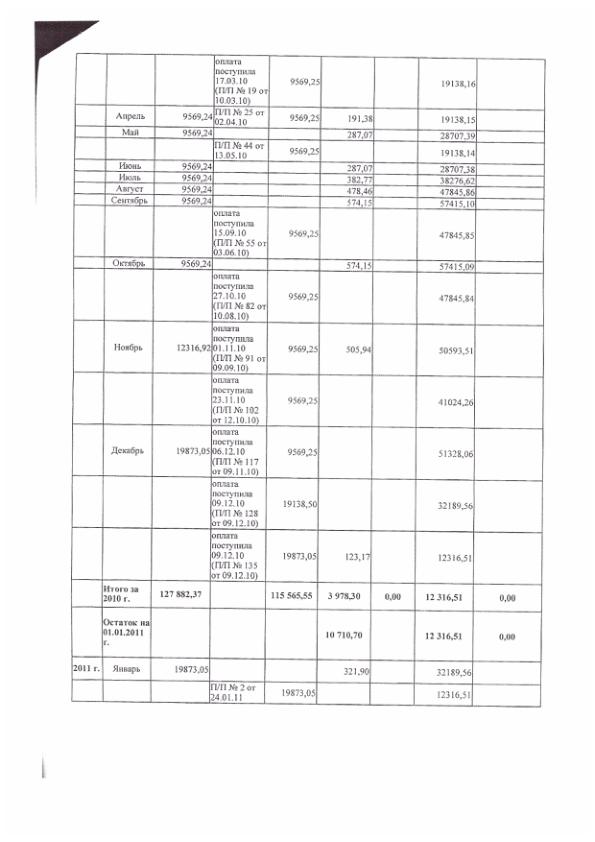 оплата
поступила
17.03.10
(П/П № 19 от
10.03.10) 9569,25 19138,16
Апрель 9569,24 П/П № 25 от
02.04.10 9569,25 191,38 19138,15
Май 9569,24 287,07 28707,39
П/П № 44 от
13.05.10 9569,25 19138,14
Июнь 9569,24 287,07 28707,38
Июль 9569,24 382,77 38276,62
Август 9569,24 478,46 47845,86
Сентябрь 9569,24 574,15 57415,10
оплата
поступила
15.09.10
(П/П № 55 от
03.06.10) 9569,25 47845,85
Октябрь 9569,24 574,15 57415,09
оплата
поступила
27.10.10
(П/П № 82 от
10.08.10) 9569,25 47845,84
Ноябрь 12316,92 оплата
поступила
01.11.10
(П/П № 91 от
09.09.10) 9569,25 505,94 50593,51
оплата
поступила
23.11.10
(П/П № 102
от 12.10.10) 9569,25 41024,26
Декабрь 19873,05 оплата
поступила
06.12.10
(П/П № 117
от 09.11.10) 9569,25 51328,06
оплата
поступила
09.12.10
(П/П № 128
от 09.12.10) 19138,50 32189,56
оплата
поступила
09.12.10
(П/П № 135
от 09.12.10) 19873,05 123,17 12316,51
Итого за
2010 г. 127 882,37 115 565,55 3 978,30 0,00 12 316,51 0,00
Остаток на
01.01.2011
г. 10 710,70 12 316,51 0,00
2011 г. Январь 19873,05 321,90 32189,56
П/П № 2 от
24.01.11 19873,05 12316,51